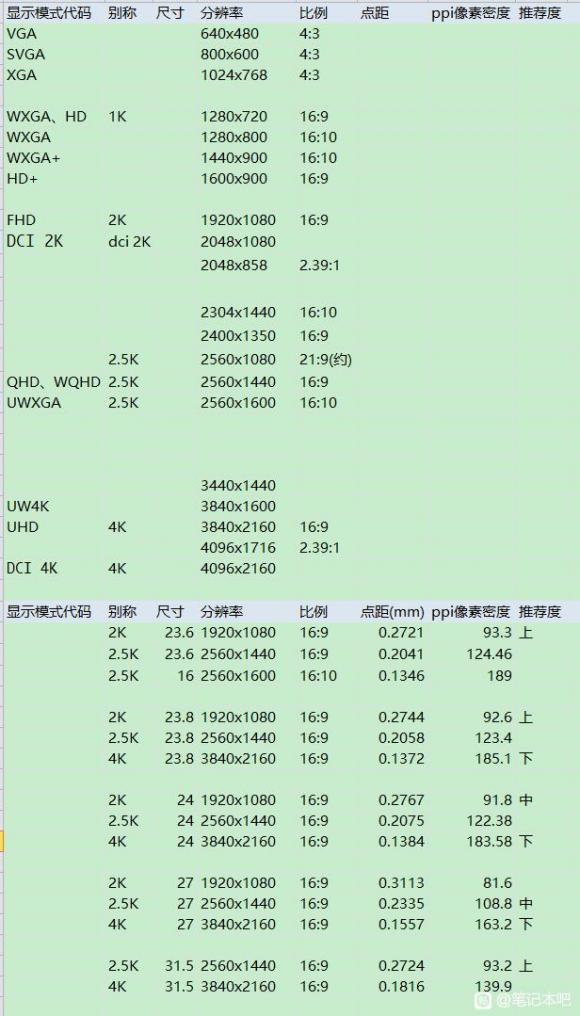 显示模式代码 别称 尺寸 分辨率 比例 点距 ppi像素密度 推荐度
VGA 640x480 4:3
SVGA 800x600 4:3
XGA 1024x768 4:3
WXGA、HD 1K 1280x720 16:9
WXGA 1280x800 16:10
WXGA+ 1440x900 16:10
HD+ 1600x900 16:9
FHD 2K 1920x1080 16:9
DCI 2K dci 2K 2048x1080
2048x858 2.39:1
2304x1440 16:10
2400x1350 16:9
2.5K 2560x1080 21:9(约)
QHD、WQHD 2.5K 2560x1440 16:9
UWXGA 2.5K 2560x1600 16:10
3440x1440
UW4K 3840x1600
UHD 4K 3840x2160 16:9
4096x1716 2.39:1
DCI 4K 4K 4096x2160
显示模式代码 别称 尺寸 分辨率 比例 点距(mm) ppi像素密度 推荐度
2K 23.6 1920x1080 16:9 0.2721 93.3 上
2.5K 23.6 2560x1440 16:9 0.2041 124.46
2.5K 16 2560x1600 16:10 0.1346 189
2K 23.8 1920x1080 16:9 0.2744 92.6 上
2.5K 23.8 2560x1440 16:9 0.2058 123.4
4K 23.8 3840x2160 16:9 0.1372 185.1 下
2K 24 1920x1080 16:9 0.2767 91.8 中
2.5K 24 2560x1440 16:9 0.2075 122.38
4K 24 3840x2160 16:9 0.1384 183.58 下
2K 27 1920x1080 16:9 0.3113 81.6
2.5K 27 2560x1440 16:9 0.2335 108.8 中
4K 27 3840x2160 16:9 0.1557 163.2 下
2.5K 31.5 2560x1440 16:9 0.2724 93.2 上
4K 31.5 3840x2160 16:9 0.1816 139.9
贴 @笔记本吧